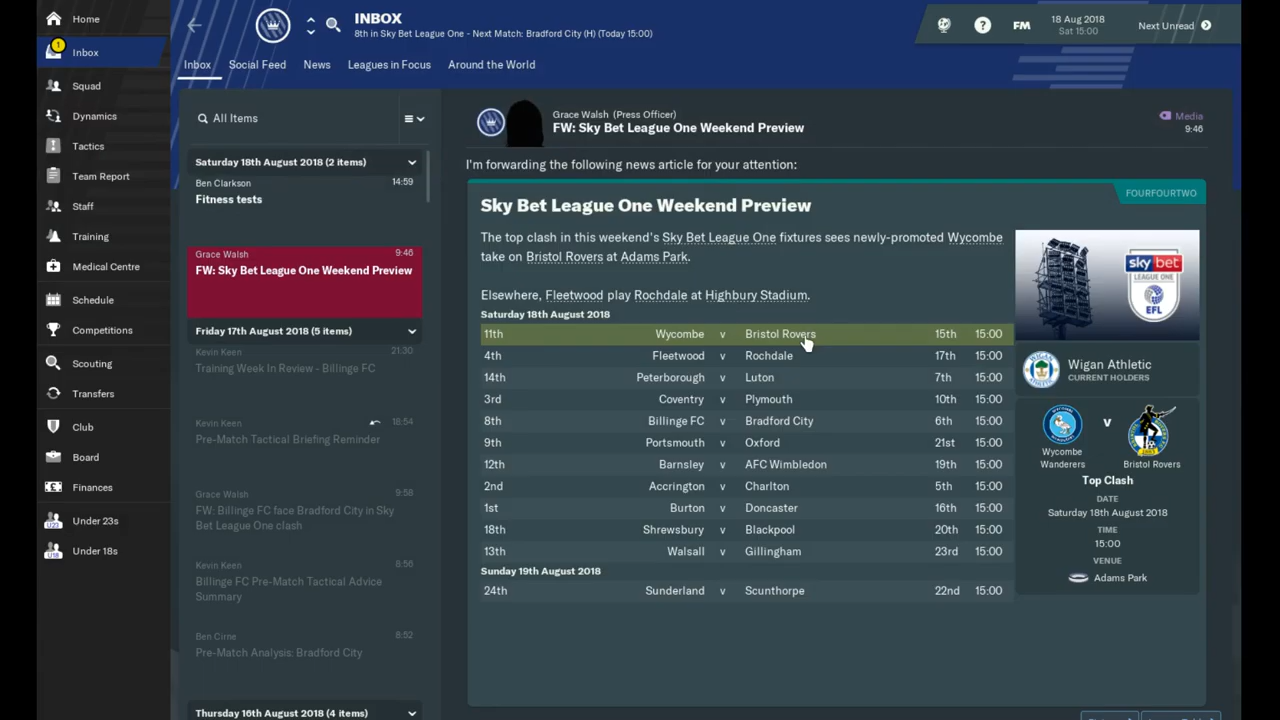 Home
1
Inbox
Squad
Dynamics
Tactics
Team Report
Staff
Training
Medical Centre
Schedule
Competitions
Scouting
Transfers
Club
Board
Finances
U23
Under 23s
U18
Under 18s
INBOX
8th in Sky Bet League One - Next Match: Bradford City (H) (Today 15:00)
?
FM
18 Aug 2018
Sat 15:00
Next Unread
Inbox
Social Feed
News
Leagues in Focus
Around the World
All Items
Saturday 18th August 2018 (2 items)
Ben Clarkson 14:59
Fitness tests
Grace Walsh 9:46
FW: Sky Bet League One Weekend Preview
Friday 17th August 2018 (5 items)
Kevin Keen 21:30
Training Week In Review - Billinge FC
Kevin Keen 18:54
Pre-Match Tactical Briefing Reminder
Grace Walsh 9:58
FW: Billinge FC face Bradford City in Sky
Bet League One clash
Kevin Keen 8:56
Billinge FC Pre-Match Tactical Advice
Summary
Ben Cirne 8:52
Pre-Match Analysis: Bradford City
Thursday 16th August 2018 (4 items)
Grace Walsh (Press Officer)
FW: Sky Bet League One Weekend Preview
Media
9:46
I'm forwarding the following news article for your attention:
FOURFOURTWO
Sky Bet League One Weekend Preview
The top clash in this weekend's Sky Bet League One fixtures sees newly-promoted Wycombe
take on Bristol Rovers at Adams Park.
Elsewhere, Fleetwood play Rochdale at Highbury Stadium.
Saturday 18th August 2018
11th Wycombe v Bristol Rovers 15th 15:00
4th Fleetwood v Rochdale 17th 15:00
14th Peterborough v Luton 7th 15:00
3rd Coventry v Plymouth 10th 15:00
8th Billinge FC v Bradford City 6th 15:00
9th Portsmouth v Oxford 21st 15:00
12th Barnsley v AFC Wimbledon 19th 15:00
2nd Accrington v Charlton 5th 15:00
1st Burton v Doncaster 16th 15:00
18th Shrewsbury v Blackpool 20th 15:00
13th Walsall v Gillingham 23rd 15:00
Sunday 19th August 2018
24th Sunderland v Scunthorpe 22nd 15:00
sky bet
LEAGUE ONE
EFL
Wigan Athletic
CURRENT HOLDERS
v
Wycombe
Wanderers
Bristol Rovers
Top Clash
DATE
Saturday 18th August 2018
TIME
15:00
VENUE
Adams Park